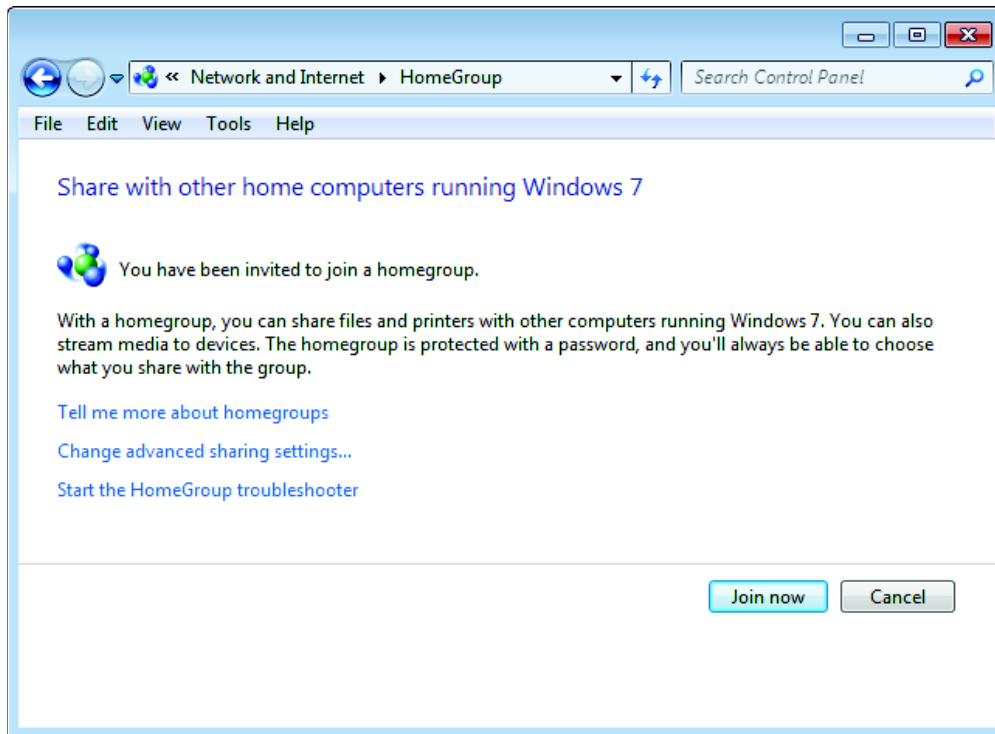 « Network and Internet ▸ HomeGroup
Search Control Panel
File Edit View Tools Help
Share with other home computers running Windows 7
You have been invited to join a homegroup.
With a homegroup, you can share files and printers with other computers running Windows 7. You can also
stream media to devices. The homegroup is protected with a password, and you'll always be able to choose
what you share with the group.
Tell me more about homegroups
Change advanced sharing settings...
Start the HomeGroup troubleshooter
Join now Cancel